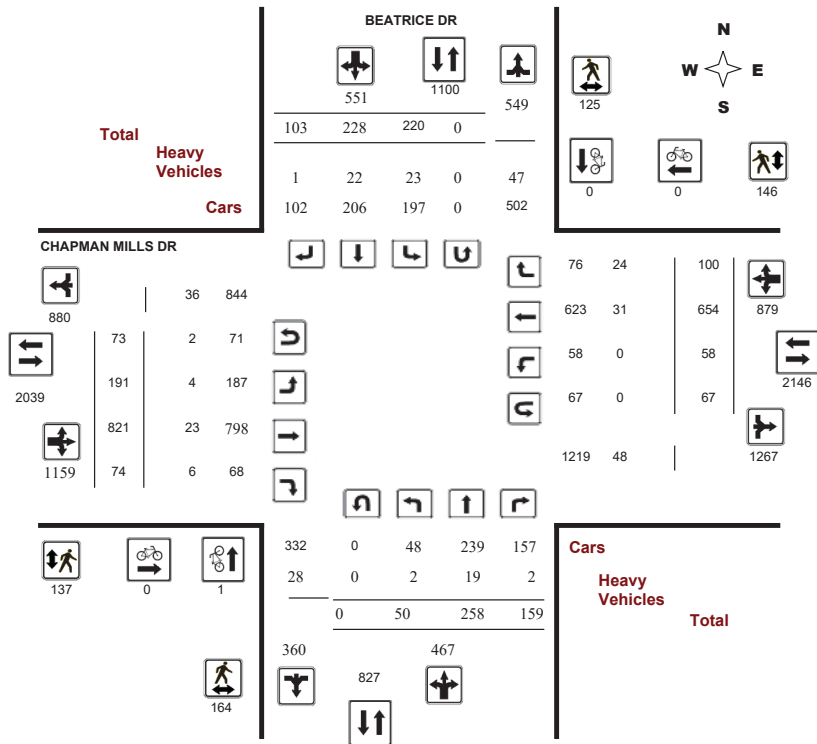 BEATRICE DR
N
W E
S
551
1100
549
125
103 228 220 0
Total
Heavy
Vehicles
1 22 23 0 47
Cars
102 206 197 0 502
0 0 146
CHAPMAN MILLS DR
880
36 844
73 2 71
2039
191 4 187
821 23 798
1159
74 6 68
76 24 100
879
623 31 654
58 0 58
2146
67 0 67
1219 48
1267
332 0 48 239 157
Cars
28 0 2 19 2
Heavy
Vehicles
0 50 258 159
Total
137 0 1
360
467
827
164